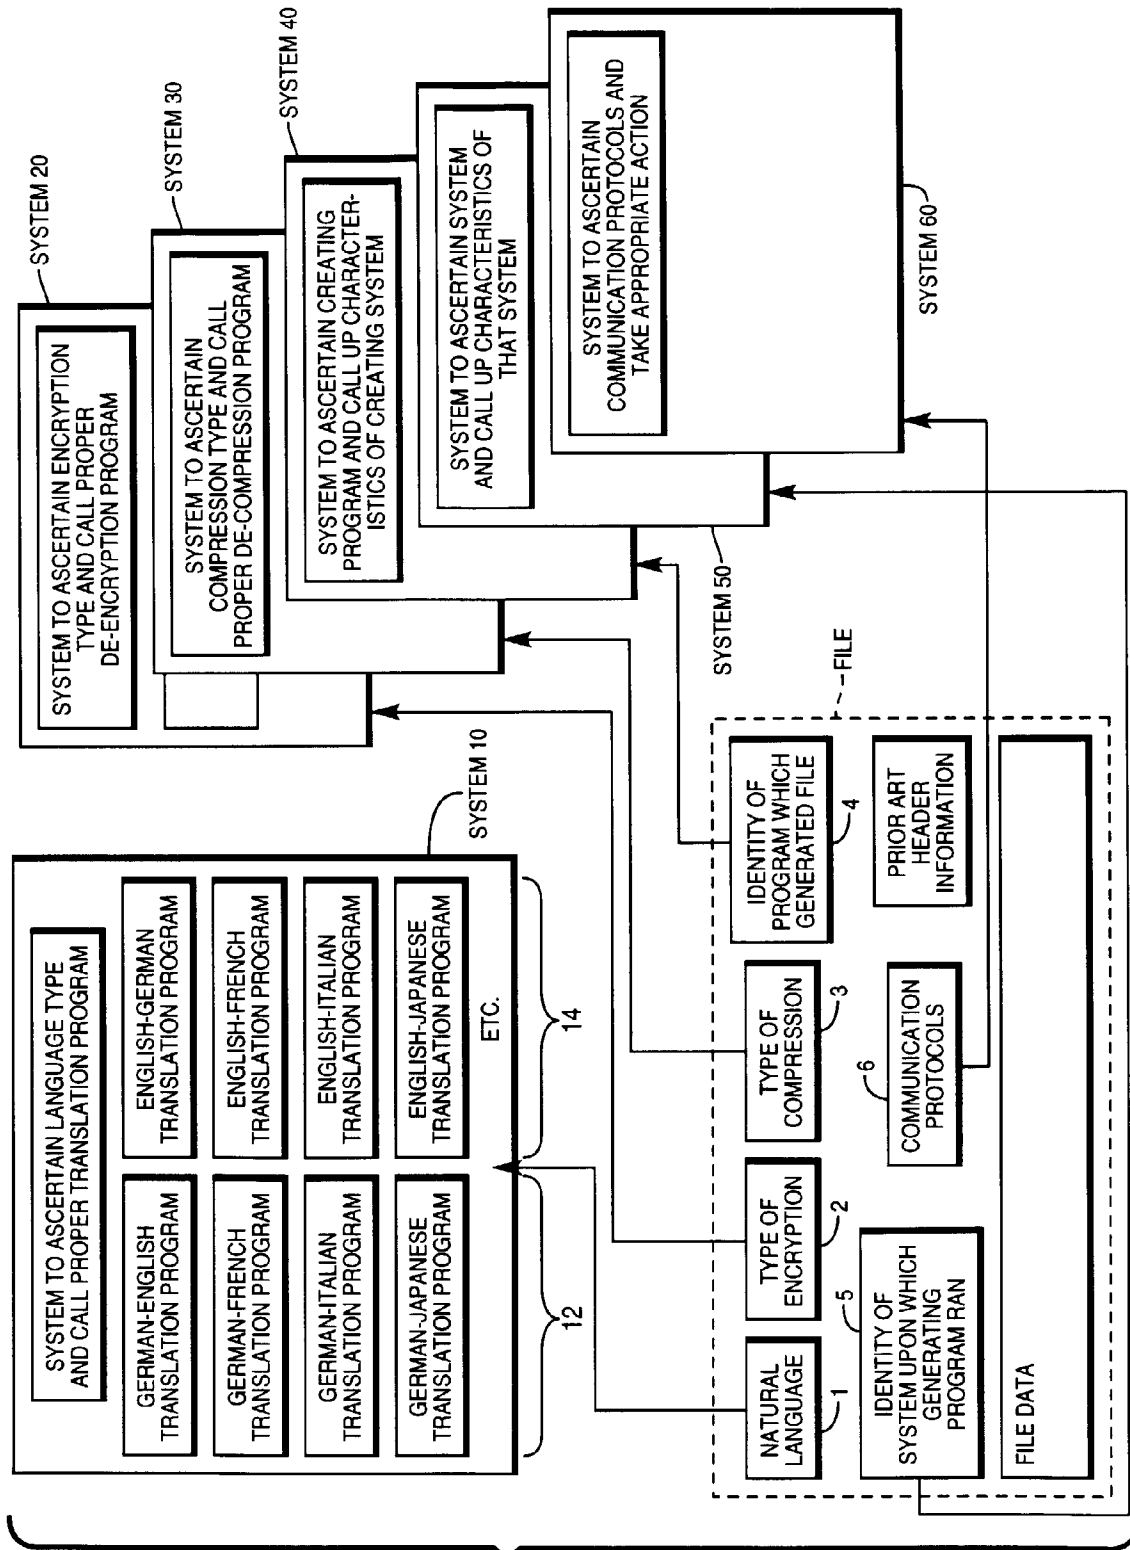 SYSTEM TO ASCERTAIN LANGUAGE TYPE
AND CALL PROPER TRANSLATION PROGRAM
GERMAN-ENGLISH
TRANSLATION PROGRAM
ENGLISH-GERMAN
TRANSLATION PROGRAM
GERMAN-FRENCH
TRANSLATION PROGRAM
ENGLISH-FRENCH
TRANSLATION PROGRAM
GERMAN-ITALIAN
TRANSLATION PROGRAM
ENGLISH-ITALIAN
TRANSLATION PROGRAM
GERMAN-JAPANESE
TRANSLATION PROGRAM
ENGLISH-JAPANESE
TRANSLATION PROGRAM
ETC.
12
14
SYSTEM 10
SYSTEM TO ASCERTAIN ENCRYPTION
TYPE AND CALL PROPER
DE-ENCRYPTION PROGRAM
SYSTEM 20
SYSTEM TO ASCERTAIN
COMPRESSION TYPE AND CALL
PROPER DE-COMPRESSION PROGRAM
SYSTEM 30
SYSTEM TO ASCERTAIN CREATING
PROGRAM AND CALL UP CHARACTER-
ISTICS OF CREATING SYSTEM
SYSTEM 40
SYSTEM TO ASCERTAIN SYSTEM
AND CALL UP CHARACTERISTICS OF
THAT SYSTEM
SYSTEM 50
SYSTEM TO ASCERTAIN
COMMUNICATION PROTOCOLS AND
TAKE APPROPRIATE ACTION
SYSTEM 60
FILE
NATURAL
LANGUAGE
1
TYPE OF
ENCRYPTION
2
TYPE OF
COMPRESSION
3
IDENTITY OF
PROGRAM WHICH
GENERATED FILE
4
5
IDENTITY OF
SYSTEM UPON WHICH
GENERATING
PROGRAM RAN
6
COMMUNICATION
PROTOCOLS
PRIOR ART
HEADER
INFORMATION
FILE DATA